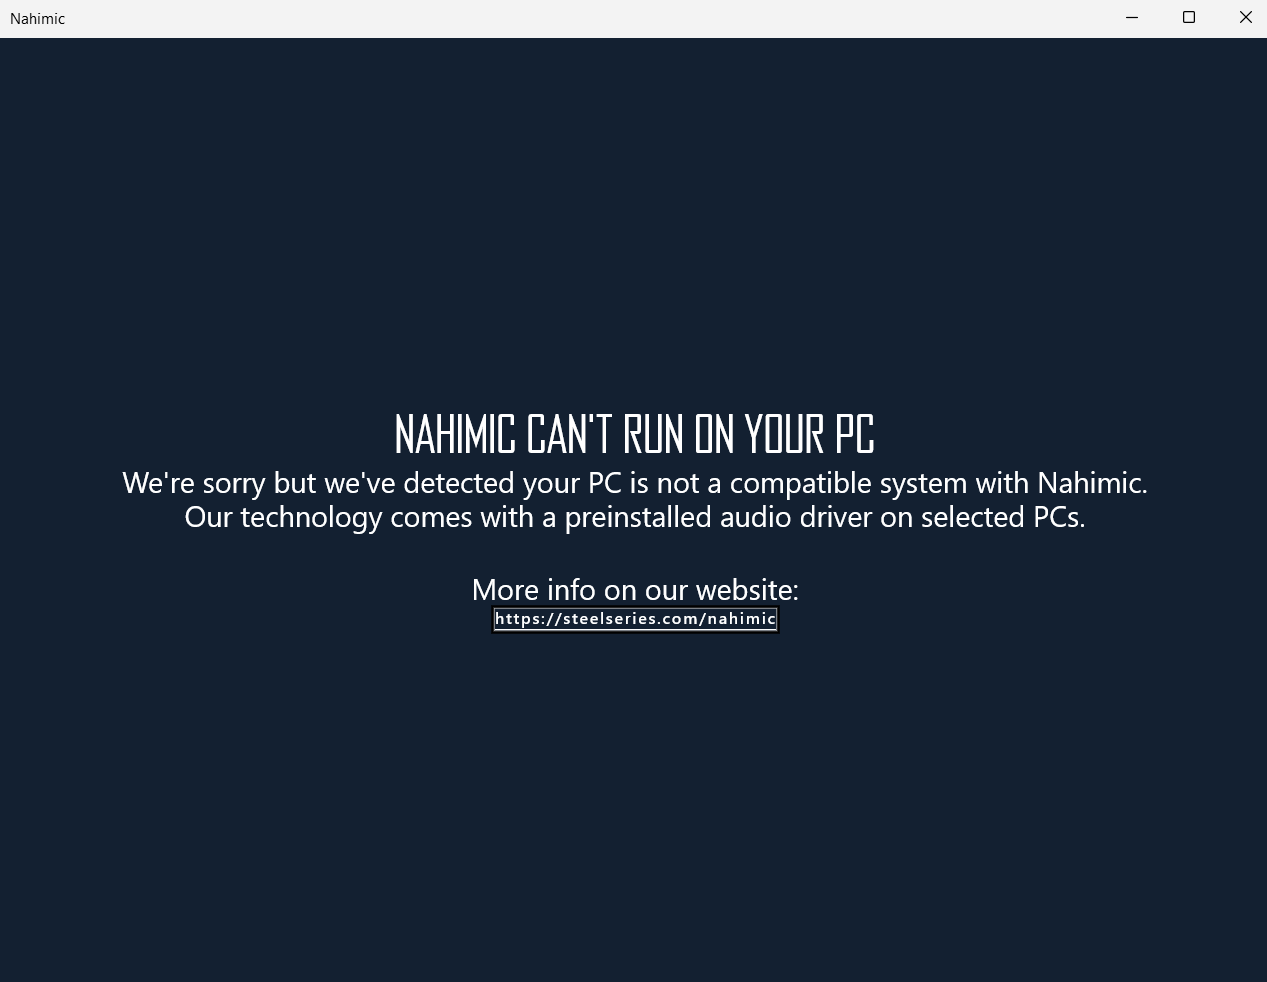 Nahimic
NAHIMIC CAN'T RUN ON YOUR PC
We're sorry but we've detected your PC is not a compatible system with Nahimic.
Our technology comes with a preinstalled audio driver on selected PCs.
More info on our website:
https://steelseries.com/nahimic